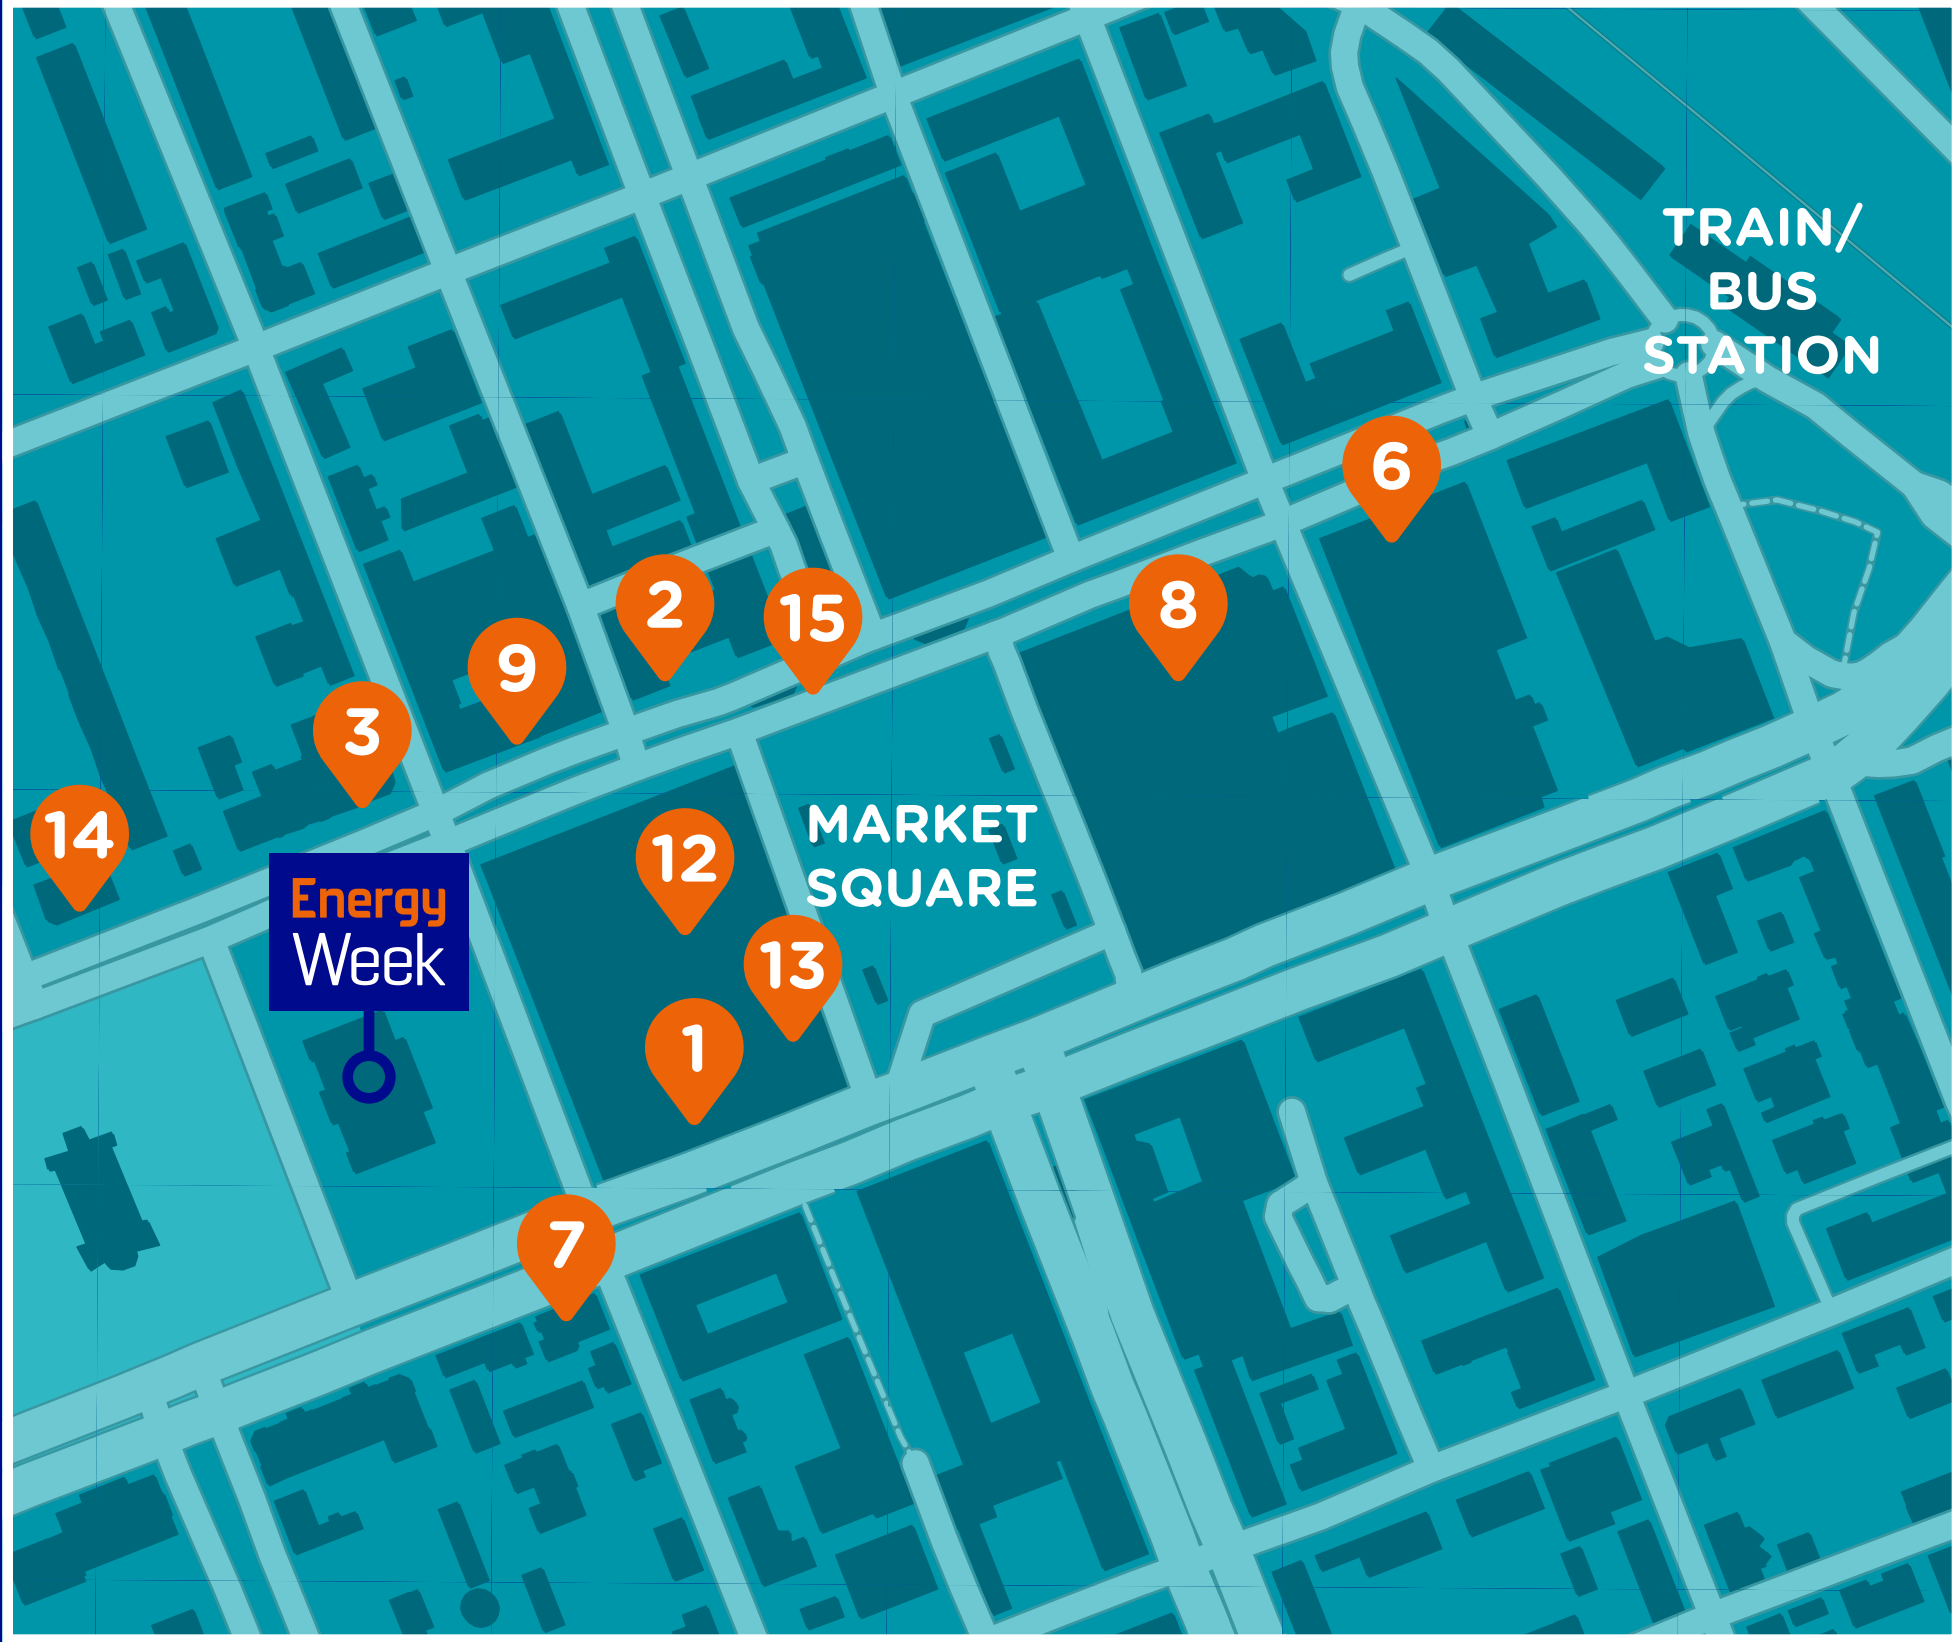 TRAIN/
BUS
STATION
6
8
2
15
9
3
14
12
MARKET
SQUARE
Energy
Week
13
1
7